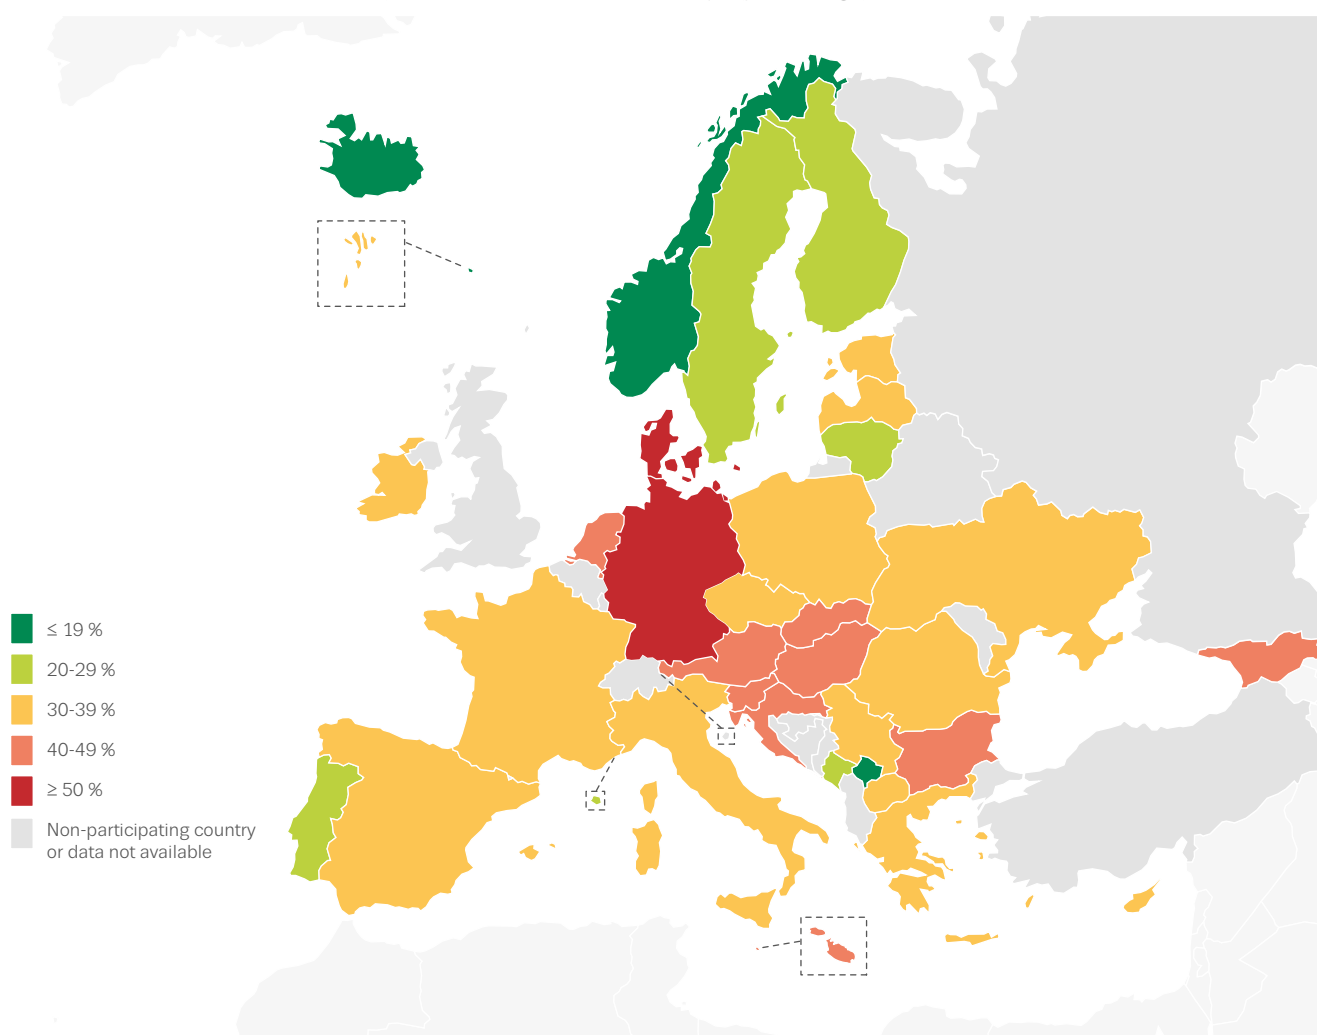 ≤ 19 %
20-29 %
30-39 %
40-49 %
≥ 50 %
Non-participating country
or data not available